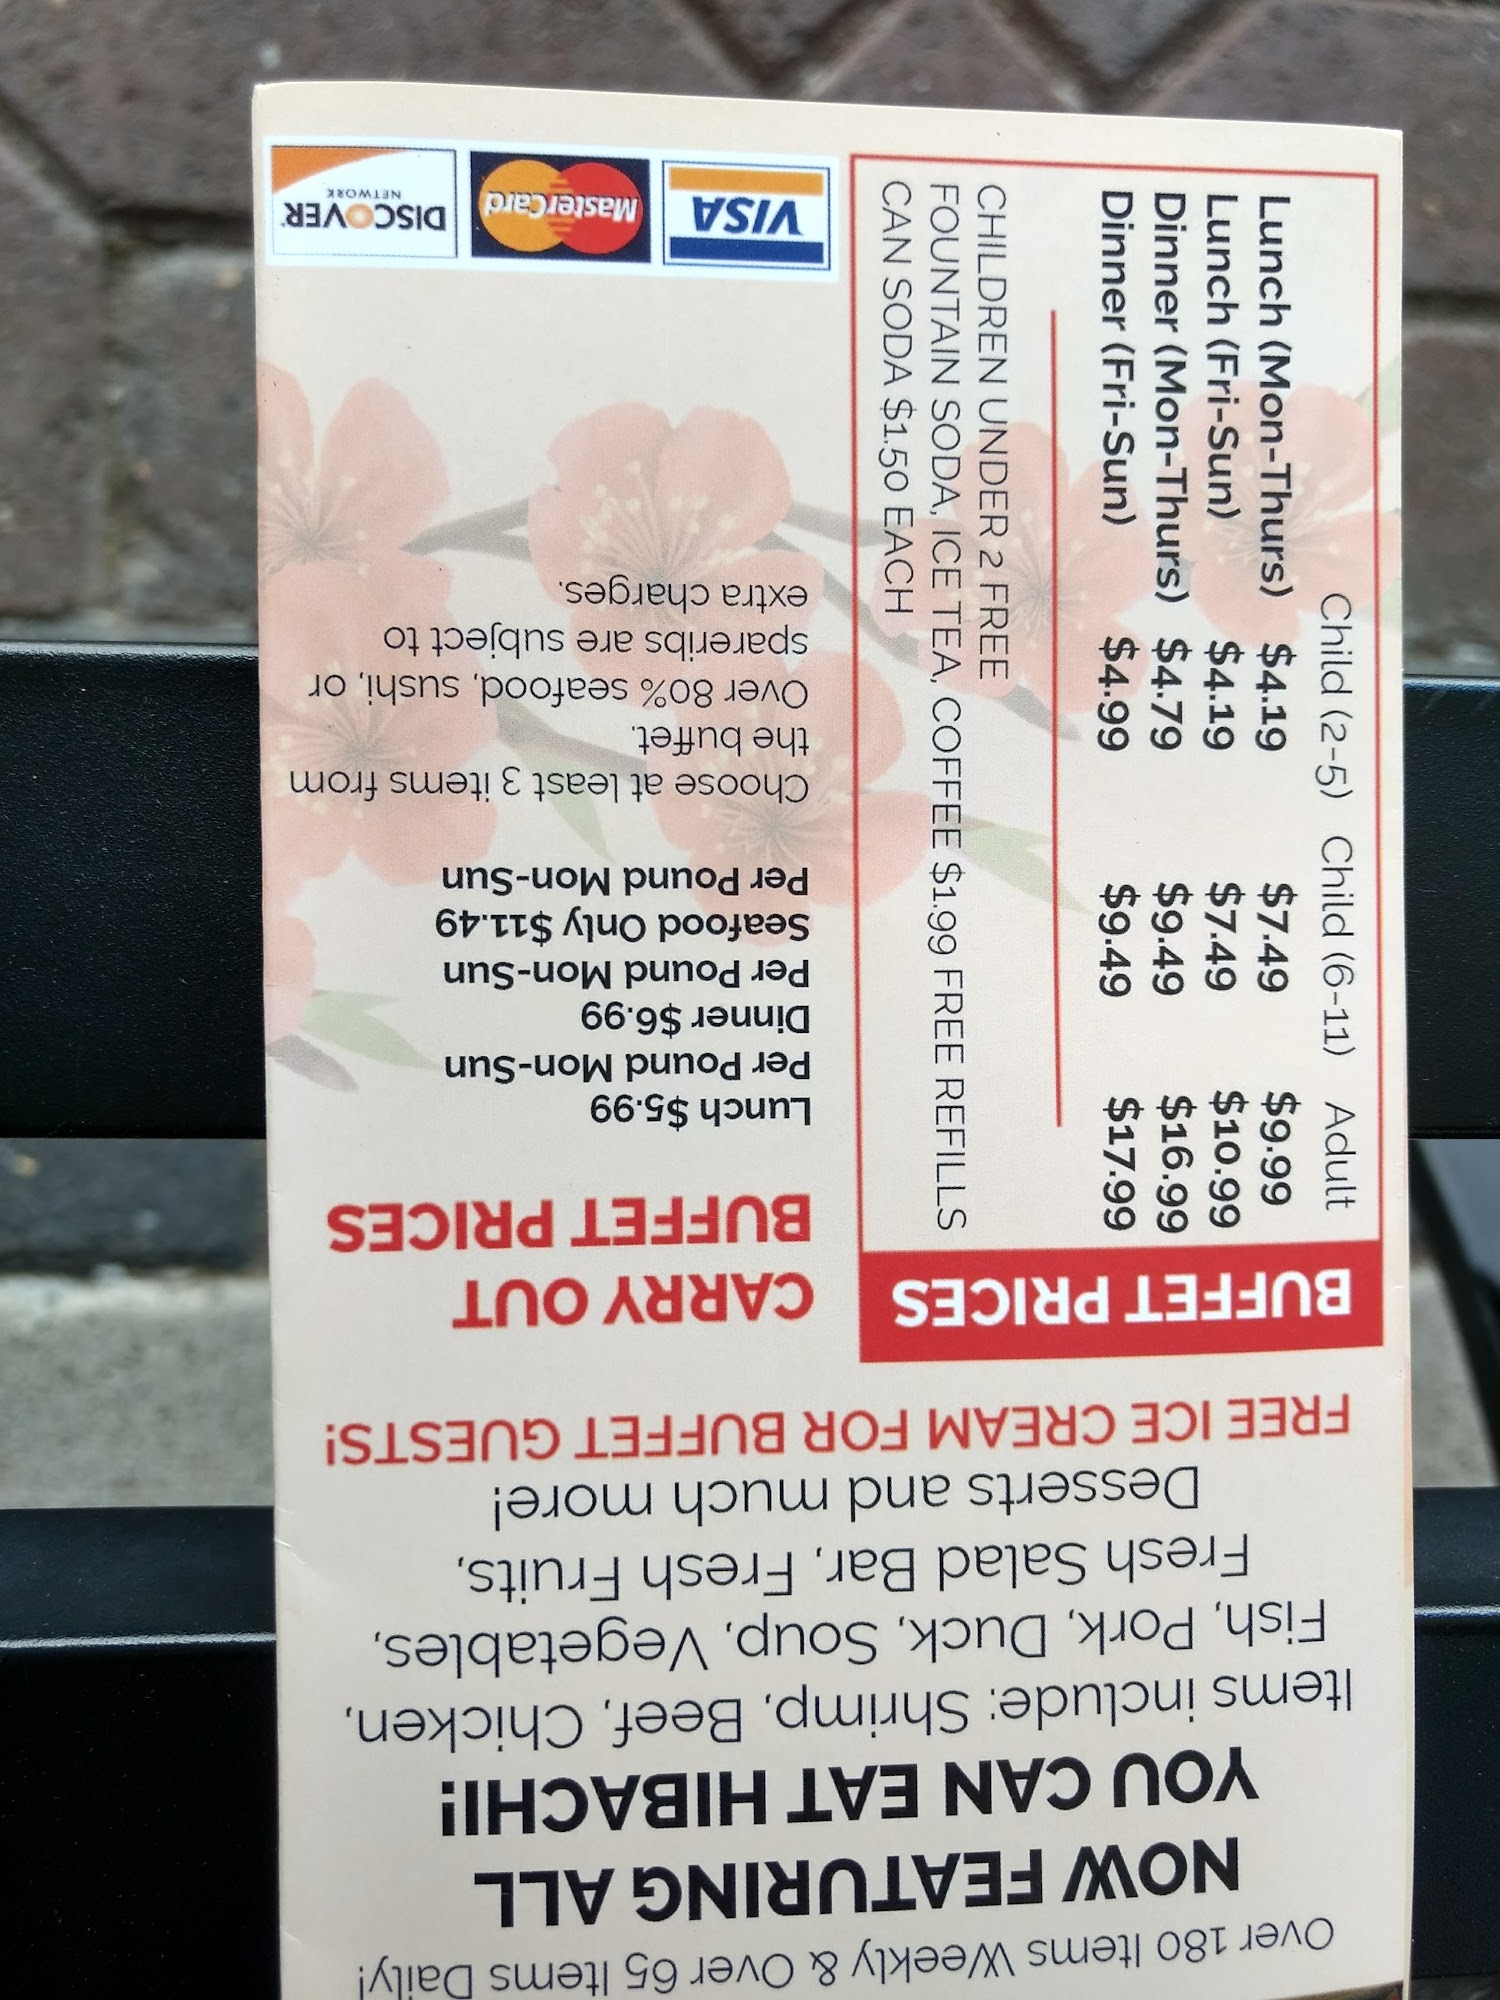 Over 180 Items Weekly & Over 65 Items Daily!
NOW FEATURING ALL
YOU CAN EAT HIBACHI!
Items include: Shrimp, Beef, Chicken,
Fish, Pork, Duck, Soup, Vegetables,
Fresh Salad Bar, Fresh Fruits,
Desserts and much more!
FREE ICE CREAM FOR BUFFET GUESTS!
BUFFET PRICES
Child (2-5) Child (6-11) Adult
Lunch (Mon-Thurs) $4.19 $7.49 $9.99
Lunch (Fri-Sun) $4.19 $7.49 $10.99
Dinner (Mon-Thurs) $4.79 $9.49 $16.99
Dinner (Fri-Sun) $4.99 $9.49 $17.99
CHILDREN UNDER 2 FREE
FOUNTAIN SODA, ICE TEA, COFFEE $1.99 FREE REFILLS
CAN SODA $1.50 EACH
CARRY OUT
BUFFET PRICES
Lunch $5.99
Per Pound Mon-Sun
Dinner $6.99
Per Pound Mon-Sun
Seafood Only $11.49
Per Pound Mon-Sun
Choose at least 3 items from
the buffet.
Over 80% seafood, sushi, or
spareribs are subject to
extra charges.
VISA
MasterCard
DISCOVER
NETWORK